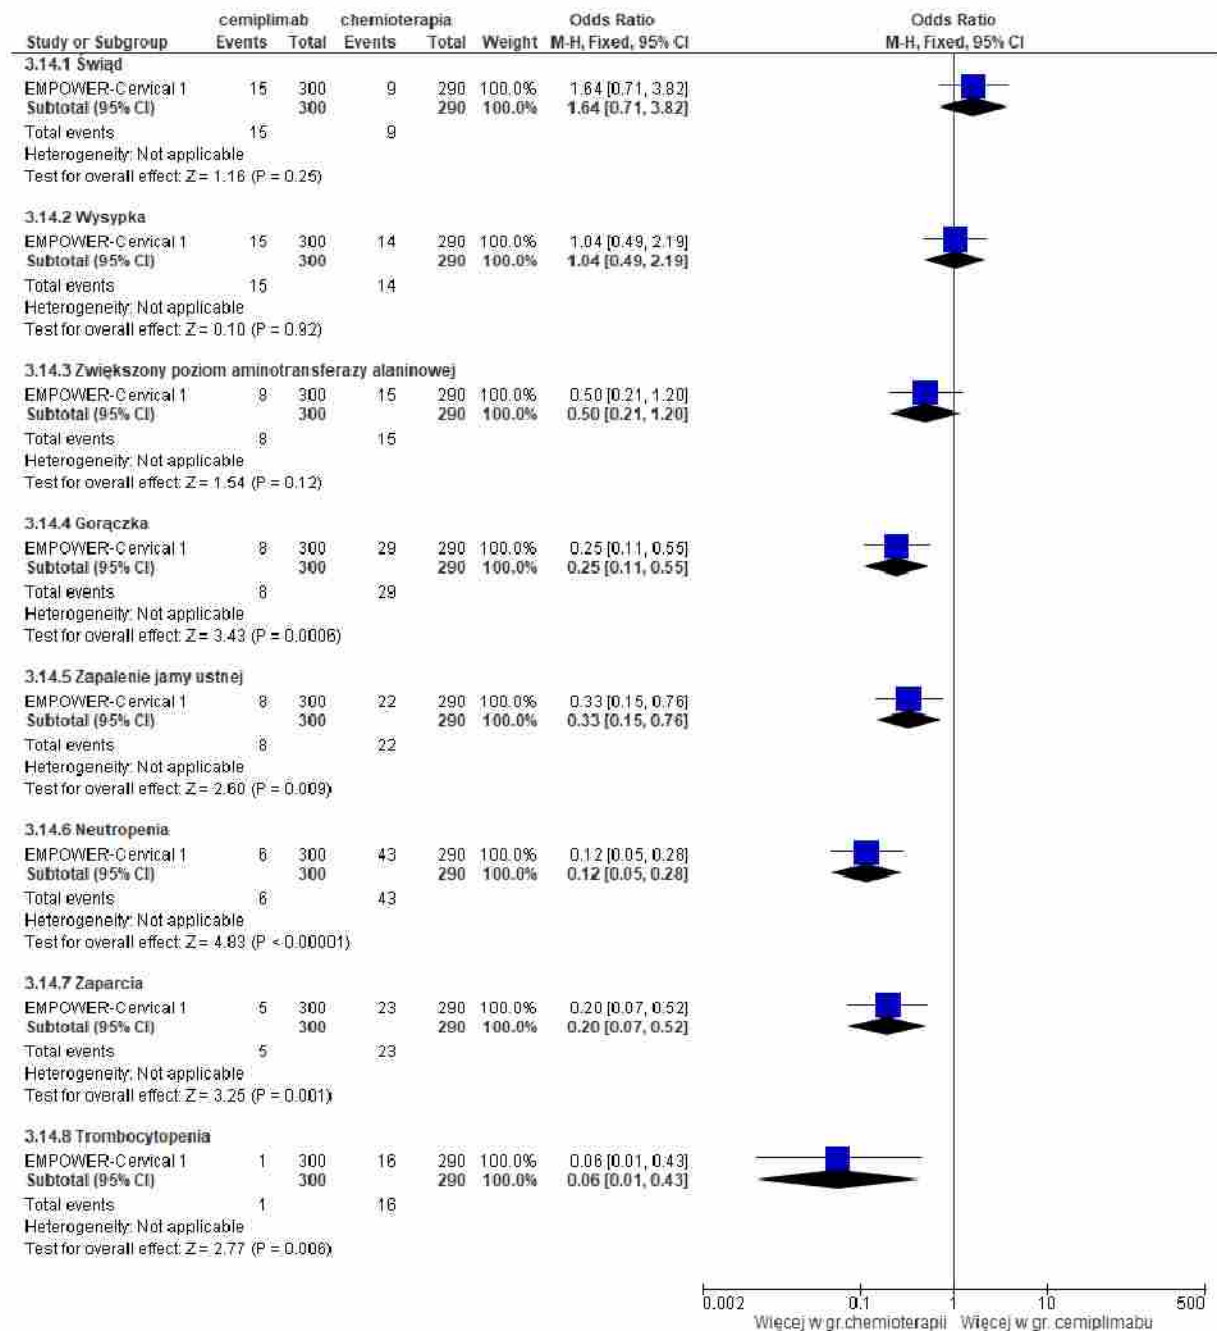 cemiplimab chemioterapia Odds Ratio Odds Ratio
Study or Subgroup Events Total Events Total Weight M-H, Fixed, 95% CI M-H, Fixed, 95% CI
3.14.1 Świąd
EMPOWER-Cervical 1 15 300 9 290 100.0% 1.64 [0.71, 3.82]
Subtotal (95% CI) 300 290 100.0% 1.64 [0.71, 3.82]
Total events 15 9
Heterogeneity: Not applicable
Test for overall effect: Z = 1.16 (P = 0.25)
3.14.2 Wysypka
EMPOWER-Cervical 1 15 300 14 290 100.0% 1.04 [0.49, 2.19]
Subtotal (95% CI) 300 290 100.0% 1.04 [0.49, 2.19]
Total events 15 14
Heterogeneity: Not applicable
Test for overall effect: Z = 0.10 (P = 0.92)
3.14.3 Zwiększony poziom aminotransferazy alaninowej
EMPOWER-Cervical 1 8 300 15 290 100.0% 0.50 [0.21, 1.20]
Subtotal (95% CI) 300 290 100.0% 0.50 [0.21, 1.20]
Total events 8 15
Heterogeneity: Not applicable
Test for overall effect: Z = 1.54 (P = 0.12)
3.14.4 Gorączka
EMPOWER-Cervical 1 8 300 29 290 100.0% 0.25 [0.11, 0.55]
Subtotal (95% CI) 300 290 100.0% 0.25 [0.11, 0.55]
Total events 8 29
Heterogeneity: Not applicable
Test for overall effect: Z = 3.43 (P = 0.0006)
3.14.5 Zapalenie jamy ustnej
EMPOWER-Cervical 1 8 300 22 290 100.0% 0.33 [0.15, 0.76]
Subtotal (95% CI) 300 290 100.0% 0.33 [0.15, 0.76]
Total events 8 22
Heterogeneity: Not applicable
Test for overall effect: Z = 2.60 (P = 0.009)
3.14.6 Neutropenia
EMPOWER-Cervical 1 6 300 43 290 100.0% 0.12 [0.05, 0.28]
Subtotal (95% CI) 300 290 100.0% 0.12 [0.05, 0.28]
Total events 6 43
Heterogeneity: Not applicable
Test for overall effect: Z = 4.83 (P < 0.00001)
3.14.7 Zaparcia
EMPOWER-Cervical 1 5 300 23 290 100.0% 0.20 [0.07, 0.52]
Subtotal (95% CI) 300 290 100.0% 0.20 [0.07, 0.52]
Total events 5 23
Heterogeneity: Not applicable
Test for overall effect: Z = 3.25 (P = 0.001)
3.14.8 Trombocytopenia
EMPOWER-Cervical 1 1 300 16 290 100.0% 0.06 [0.01, 0.43]
Subtotal (95% CI) 300 290 100.0% 0.06 [0.01, 0.43]
Total events 1 16
Heterogeneity: Not applicable
Test for overall effect: Z = 2.77 (P = 0.006)
0.002 0.1 1 10 500
Więcej w gr.chemioterapii Więcej w gr. cemiplimabu